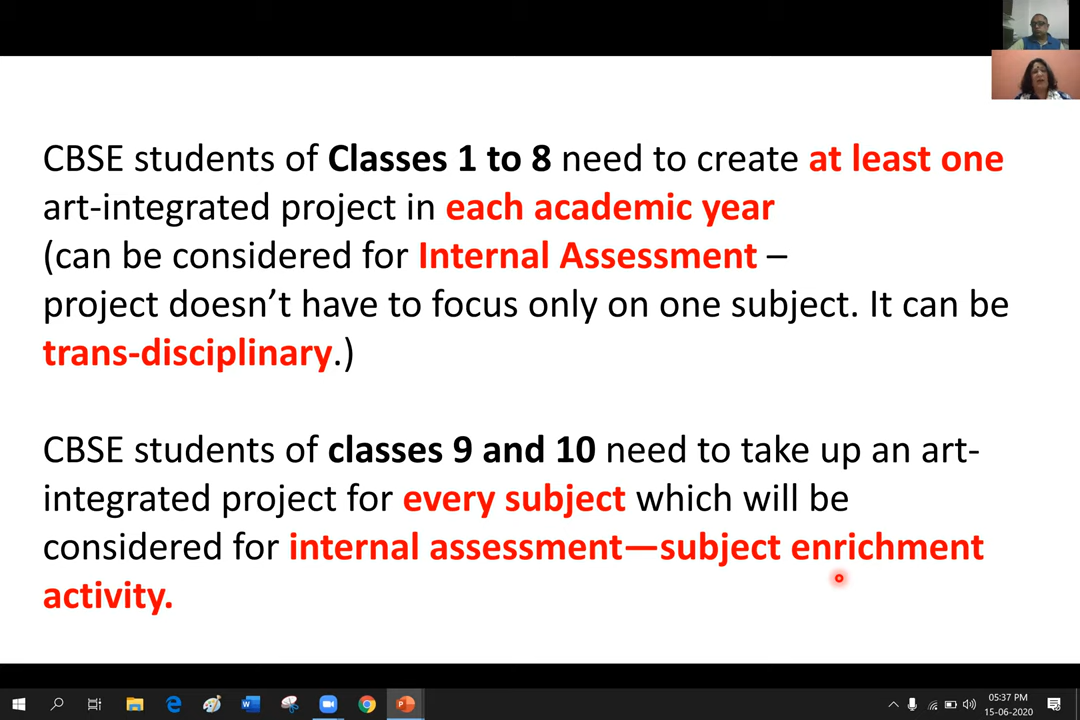 CBSE students of Classes 1 to 8 need to create at least one
art-integrated project in each academic year
(can be considered for Internal Assessment –
project doesn’t have to focus only on one subject. It can be
trans-disciplinary.)
CBSE students of classes 9 and 10 need to take up an art-
integrated project for every subject which will be
considered for internal assessment—subject enrichment
activity.
05:37 PM
15-06-2020